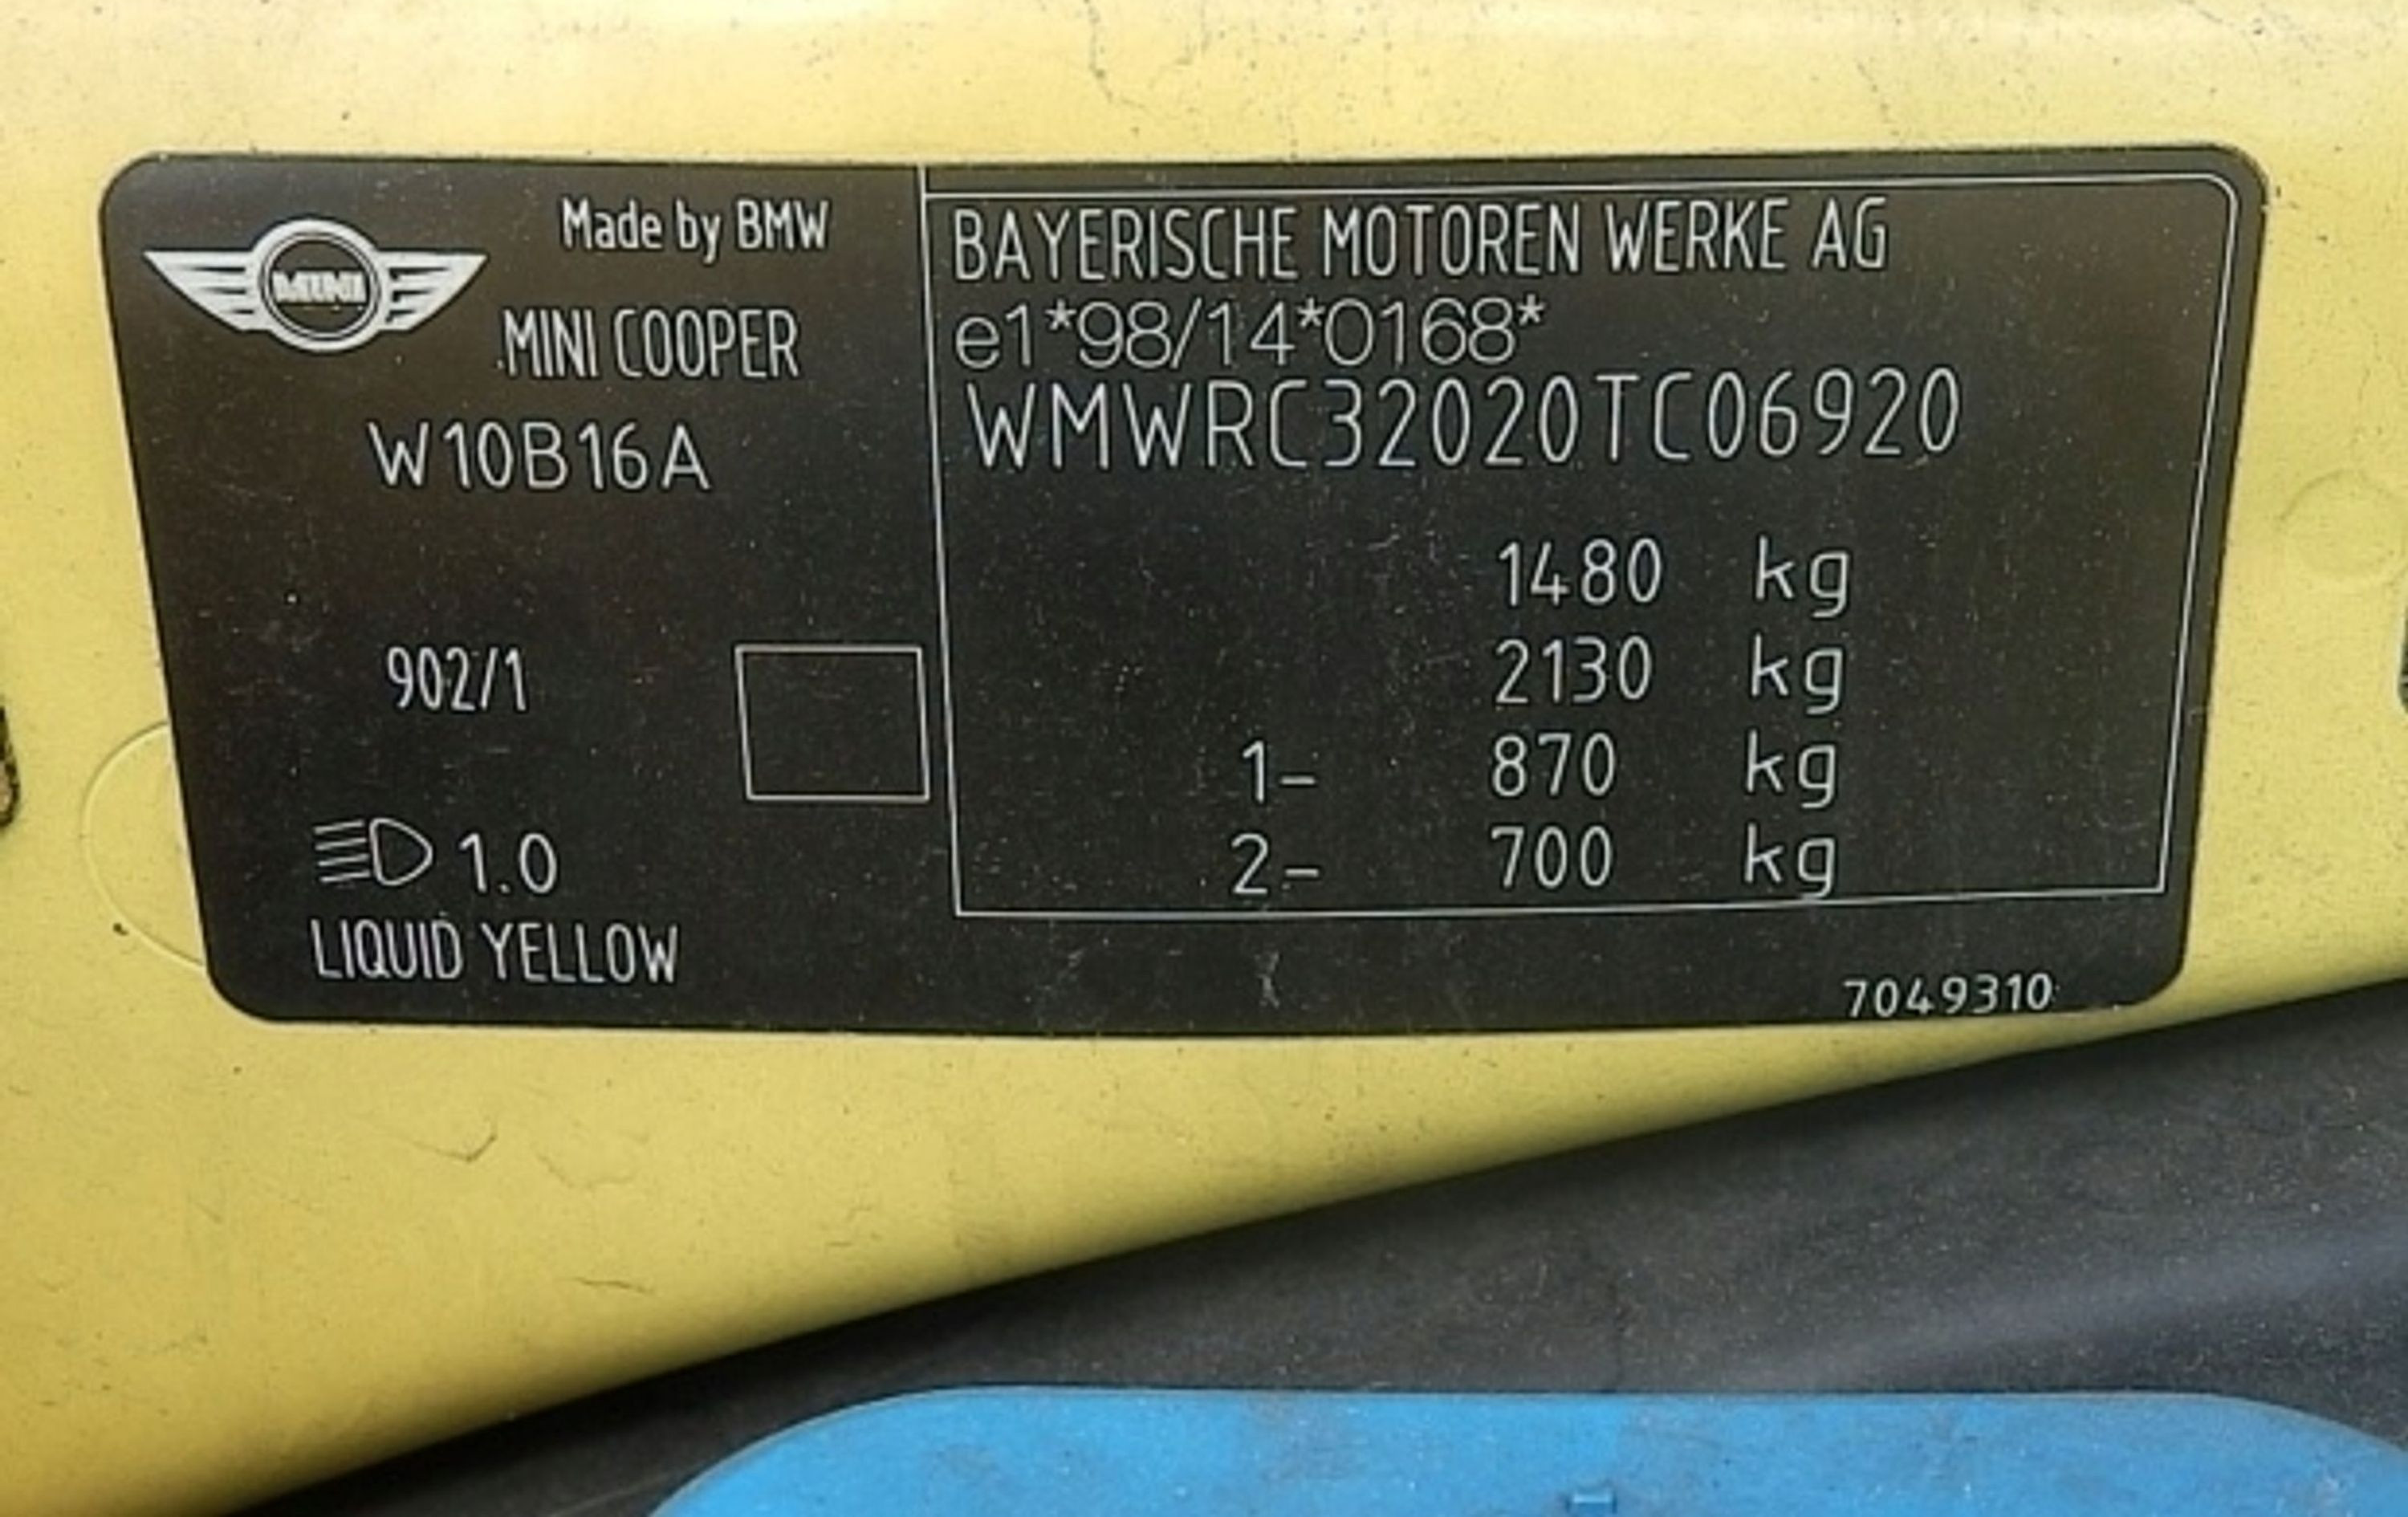 MINI
Made by BMW
MINI COOPER
W10B16A
902/1
1.0
LIQUID YELLOW
BAYERISCHE MOTOREN WERKE AG
e1*98/14*0168*
WMWRC32020TC06920
1480 kg
2130 kg
1- 870 kg
2- 700 kg
7049310